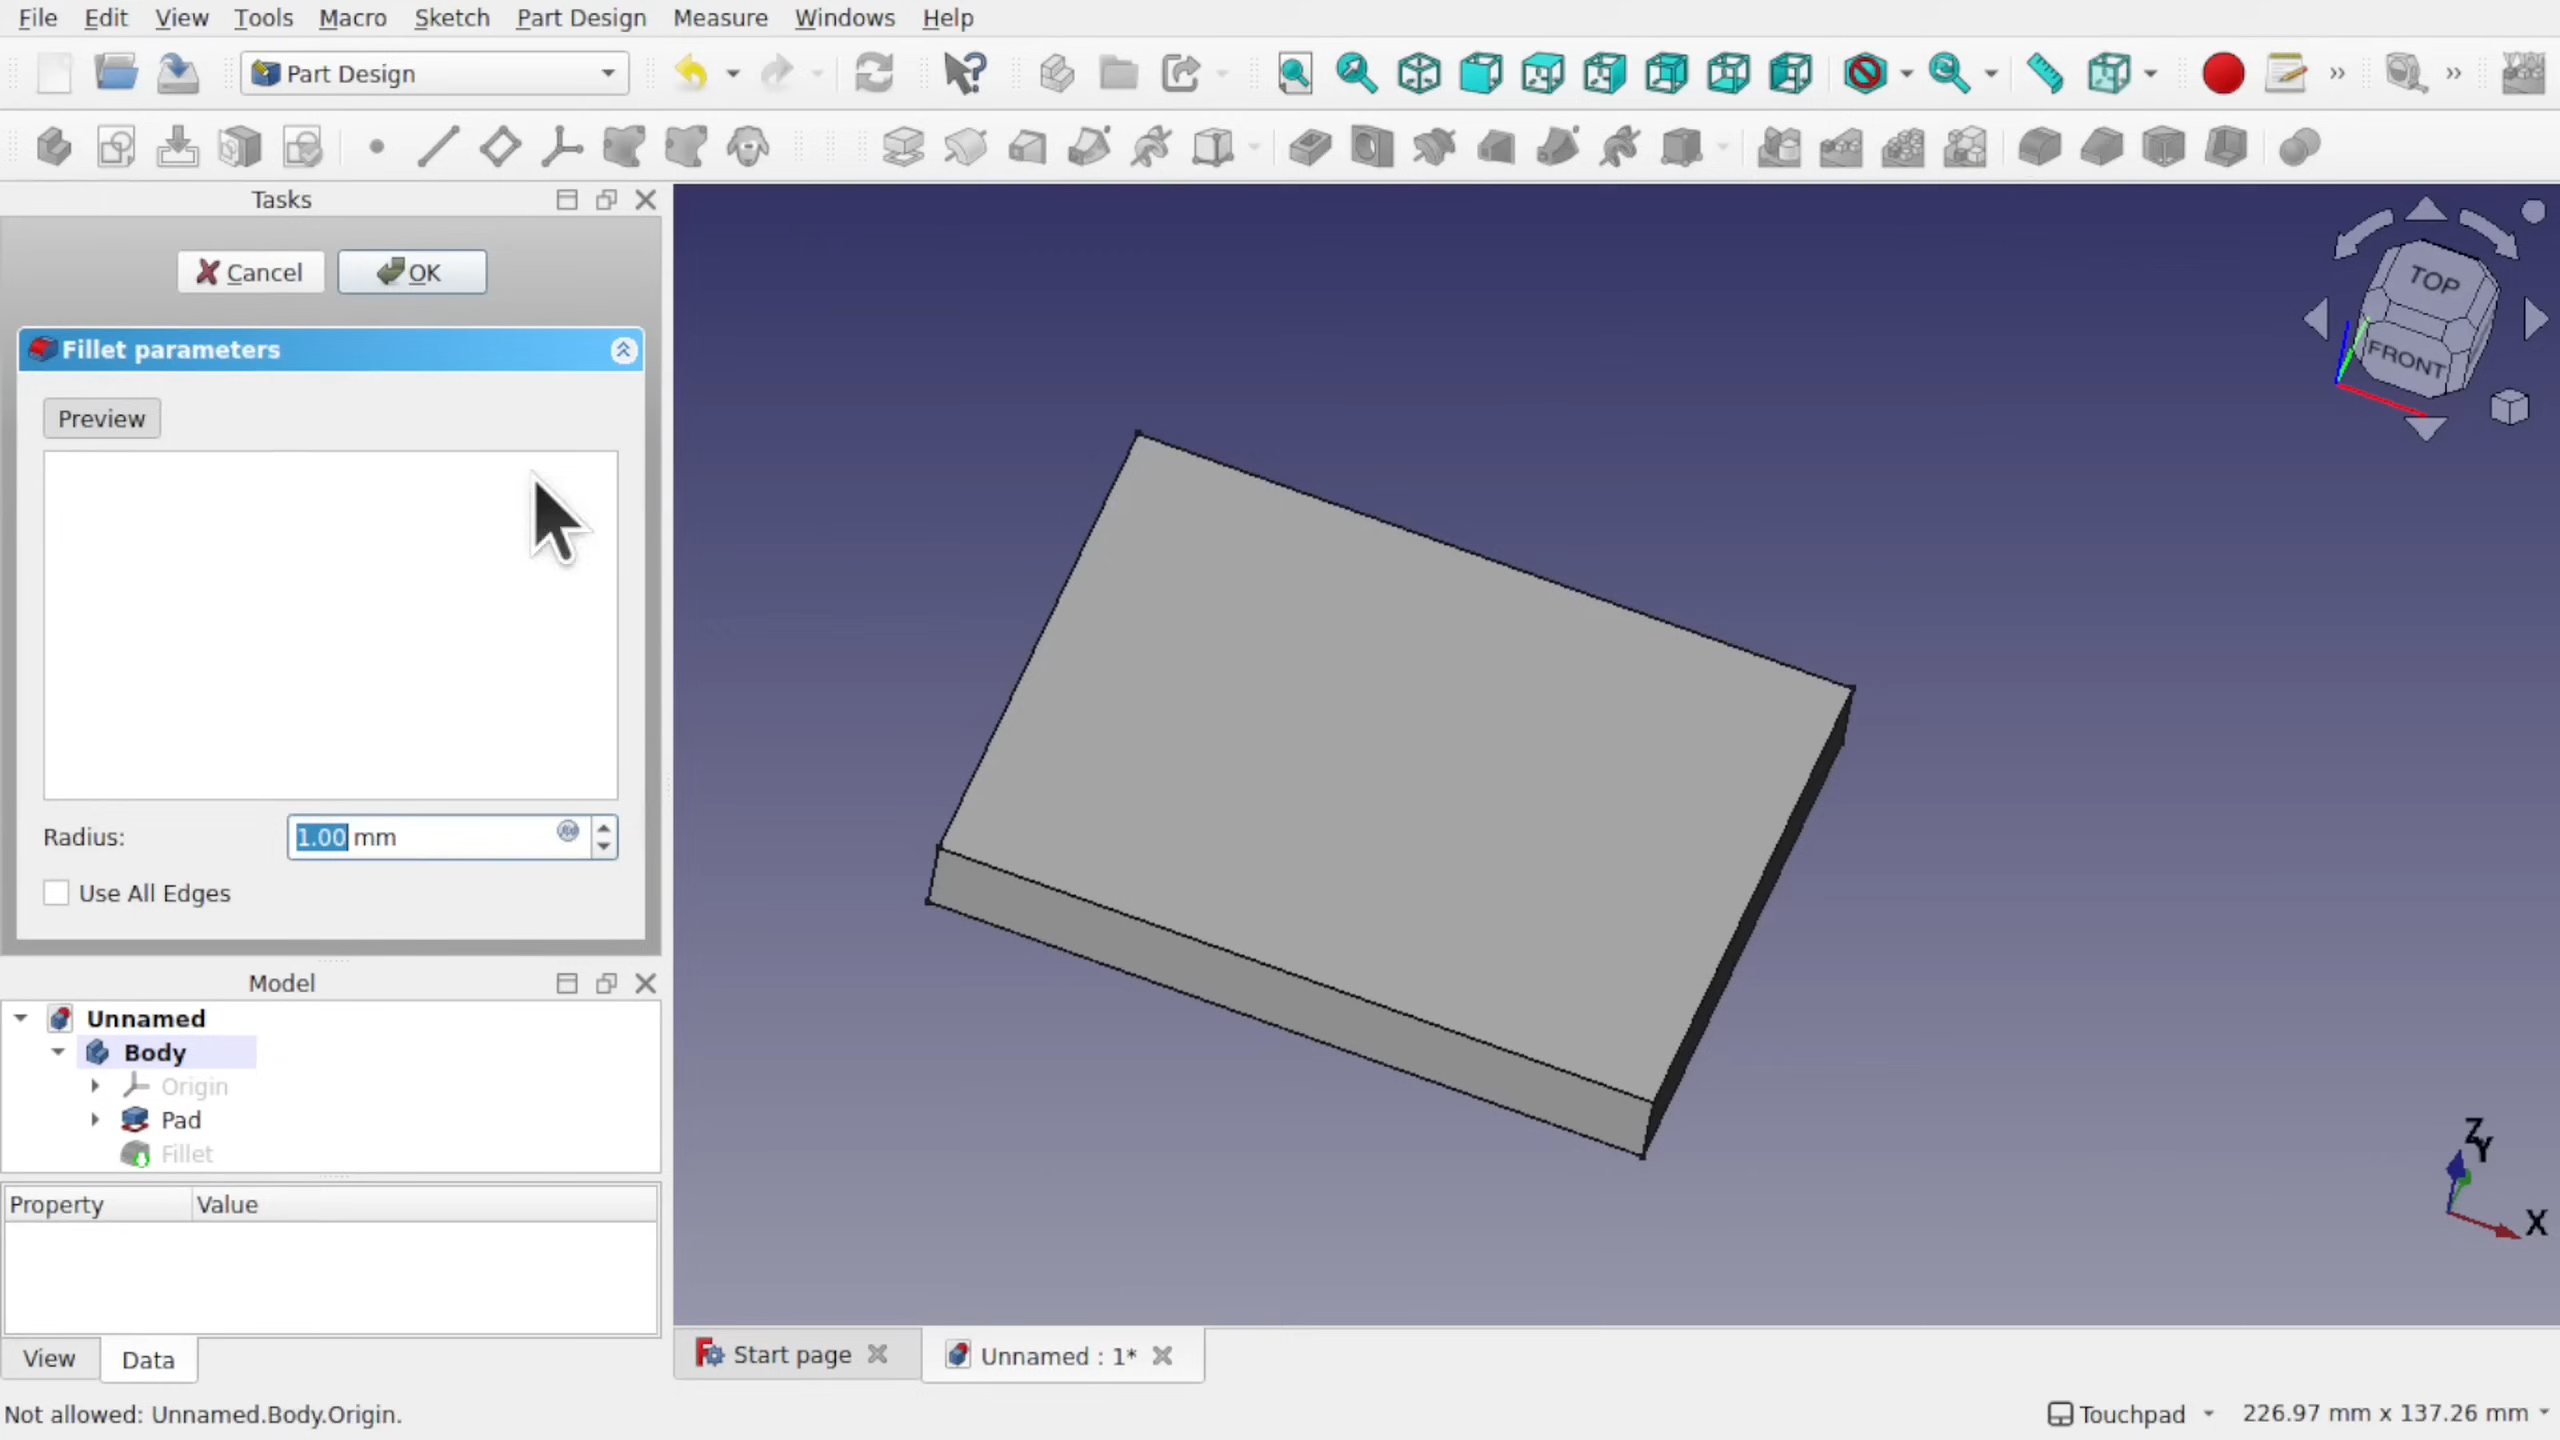 File Edit View Tools Macro Sketch Part Design Measure Windows Help
Part Design
Tasks
Cancel OK
Fillet parameters
Preview
Radius: 1.00 mm
Use All Edges
Model
Unnamed
Body
Origin
Pad
Fillet
Property Value
View Data
TOP
FRONT
Z
Y
X
Start page Unnamed : 1*
Not allowed: Unnamed.Body.Origin. Touchpad 226.97 mm x 137.26 mm